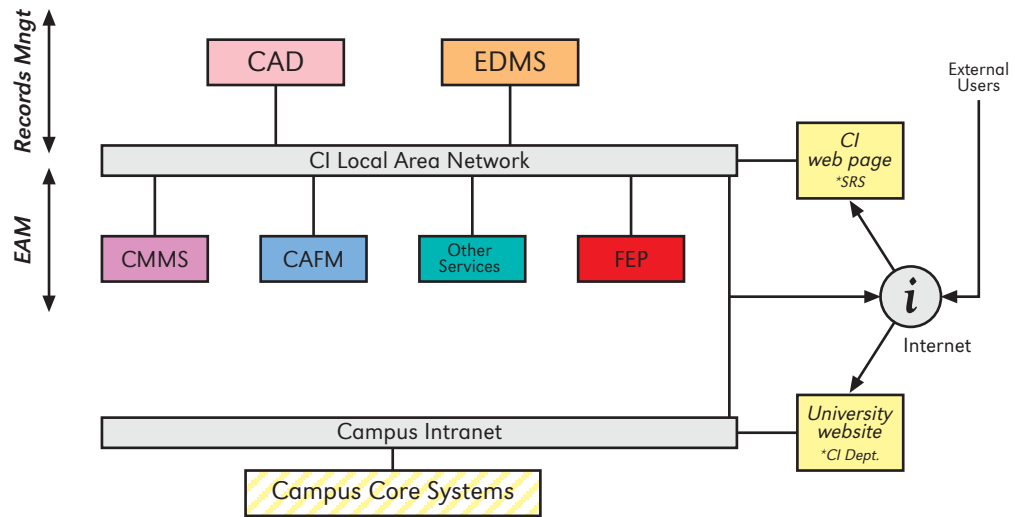 Records Mngt
CAD
EDMS
External
Users
CI Local Area Network
CI
web page
*SRS
EAM
CMMS
CAFM
Other
Services
FEP
i
Internet
Campus Intranet
University
website
*CI Dept.
Campus Core Systems